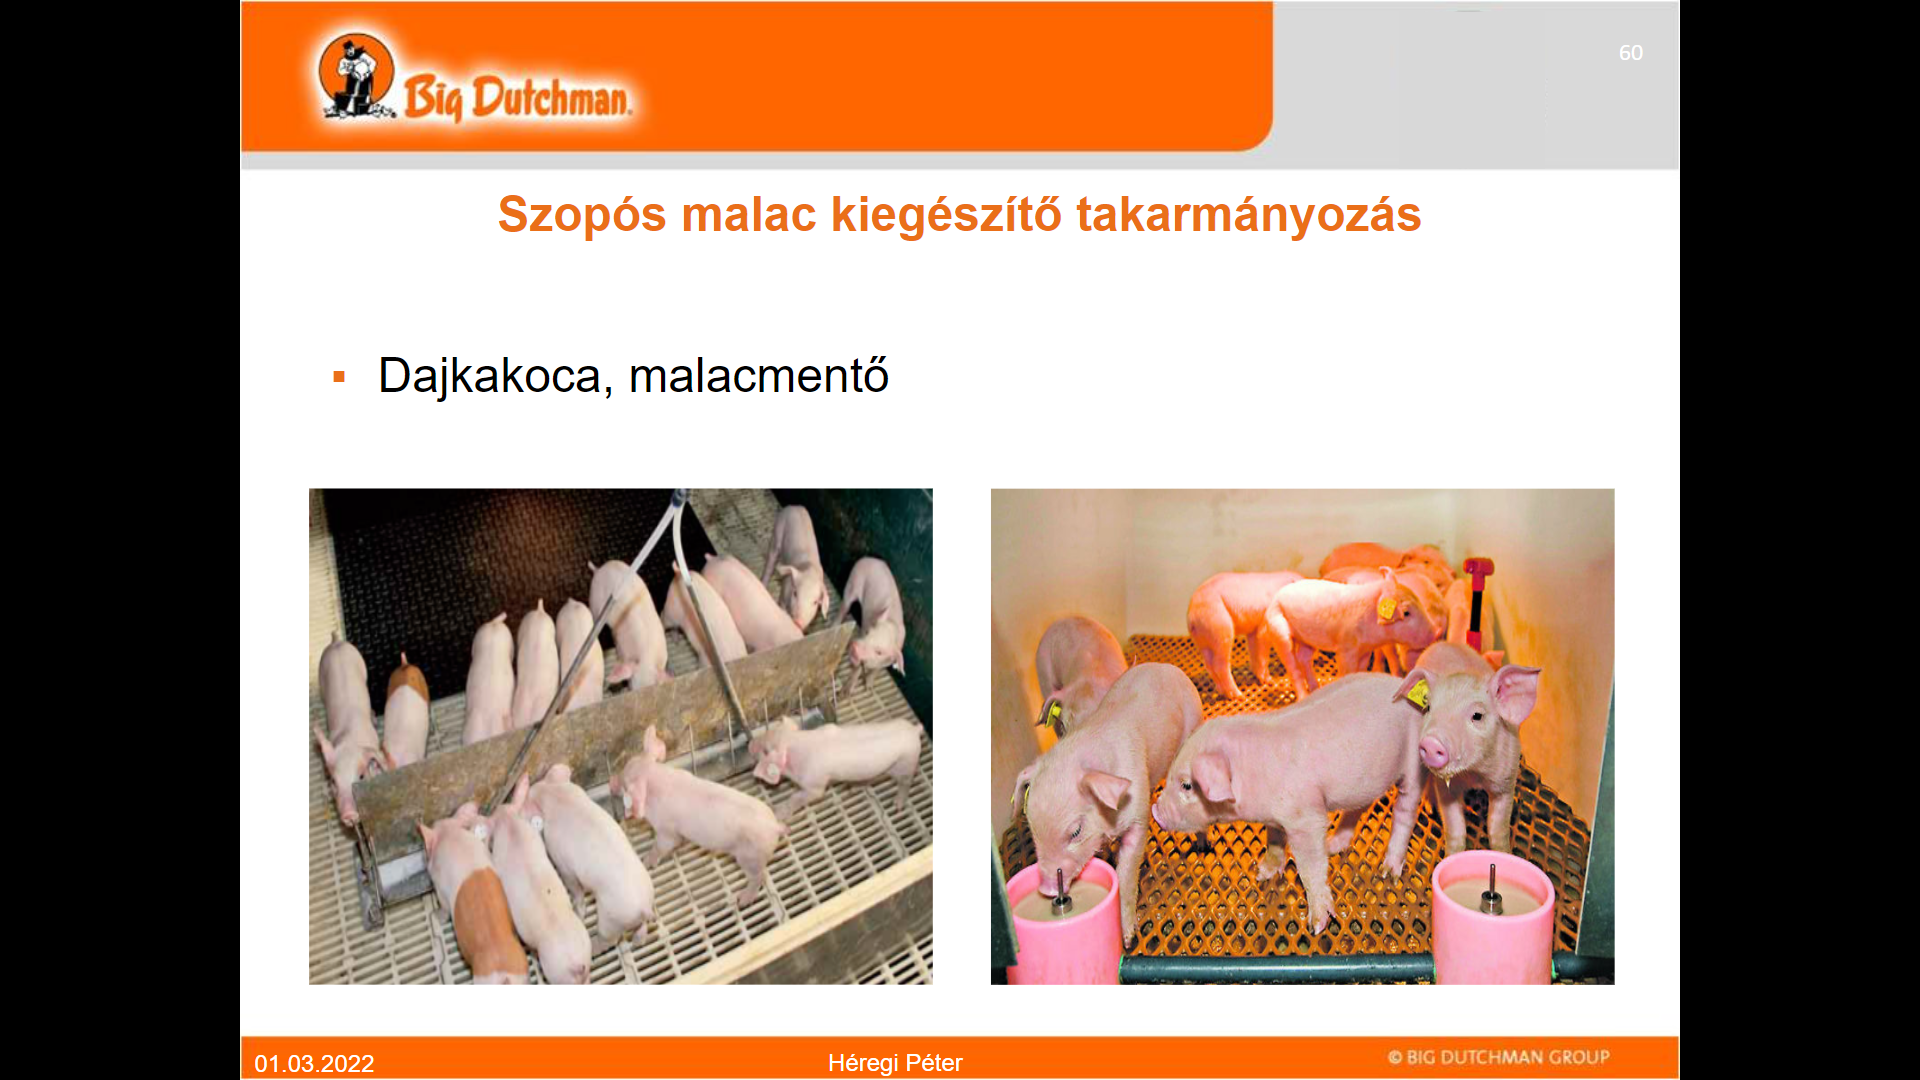 Big Dutchman
60
Szopós malac kiegészítő takarmányozás
▪ Dajkakoca, malacmentő
01.03.2022
Héregi Péter
© BIG DUTCHMAN GROUP